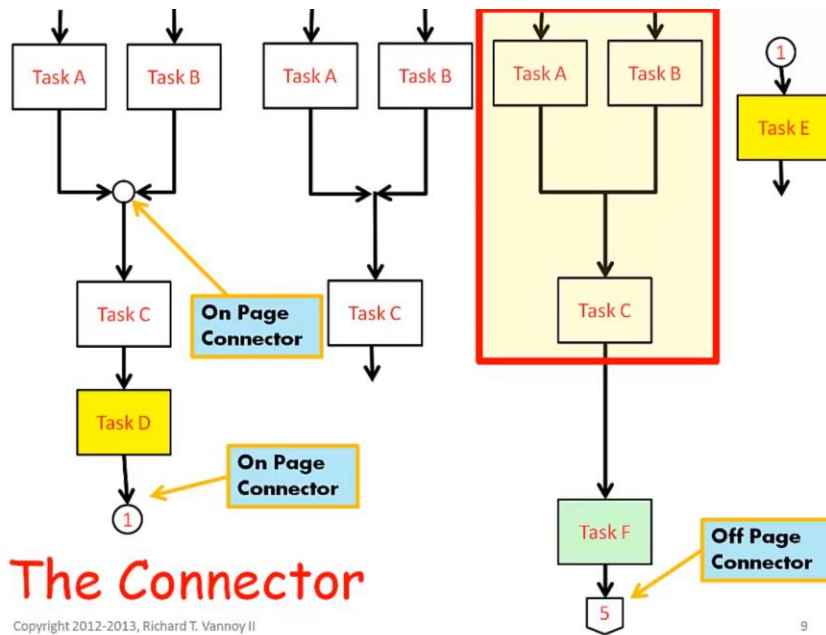 Task A
Task B
Task A
Task B
Task A
Task B
1
Task E
Task C
On Page
Connector
Task C
Task C
Task D
On Page
Connector
1
Task F
Off Page
Connector
5
The Connector
Copyright 2012-2013, Richard T. Vannoy II
9